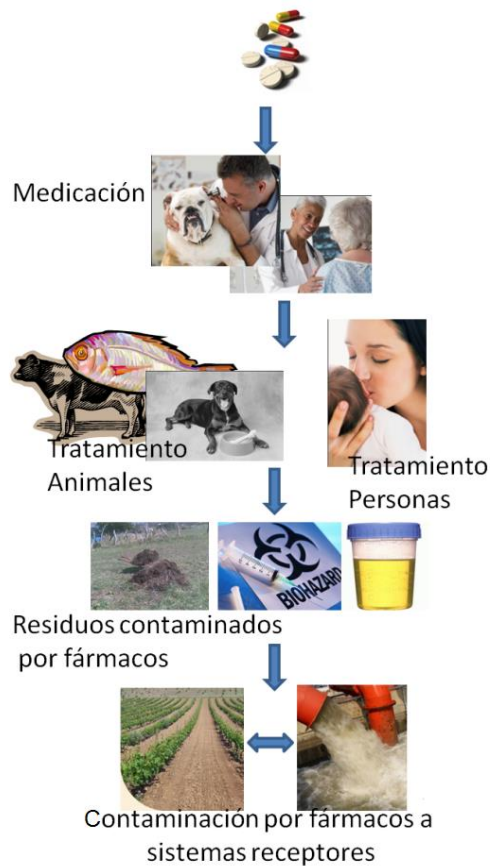 Medicación
Tratamiento
Animales
Tratamiento
Personas
BIOHAZARD
Residuos contaminados
por fármacos
Contaminación por fármacos a
sistemas receptores